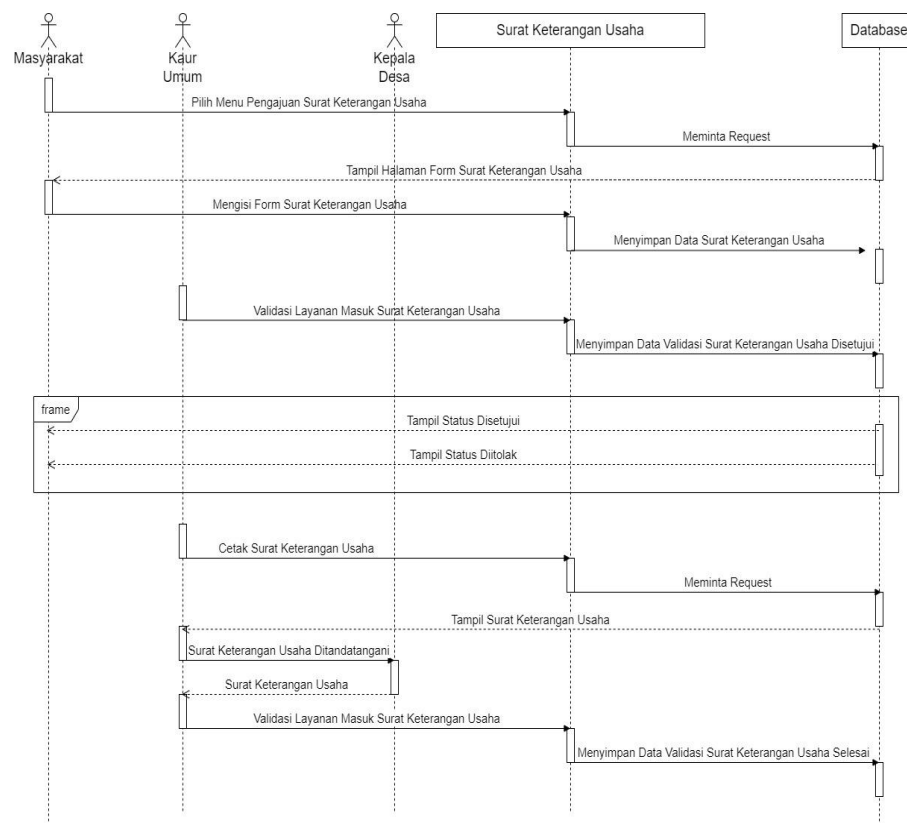 Surat Keterangan Usaha
Database
Masyarakat
Kaur
Umum
Kepala
Desa
Pilih Menu Pengajuan Surat Keterangan Usaha
Meminta Request
Tampil Halaman Form Surat Keterangan Usaha
Mengisi Form Surat Keterangan Usaha
Menyimpan Data Surat Keterangan Usaha
Validasi Layanan Masuk Surat Keterangan Usaha
Menyimpan Data Validasi Surat Keterangan Usaha Disetujui
frame
Tampil Status Disetujui
Tampil Status Diitolak
Cetak Surat Keterangan Usaha
Meminta Request
Tampil Surat Keterangan Usaha
Surat Keterangan Usaha Ditandatangani
Surat Keterangan Usaha
Validasi Layanan Masuk Surat Keterangan Usaha
Menyimpan Data Validasi Surat Keterangan Usaha Selesai